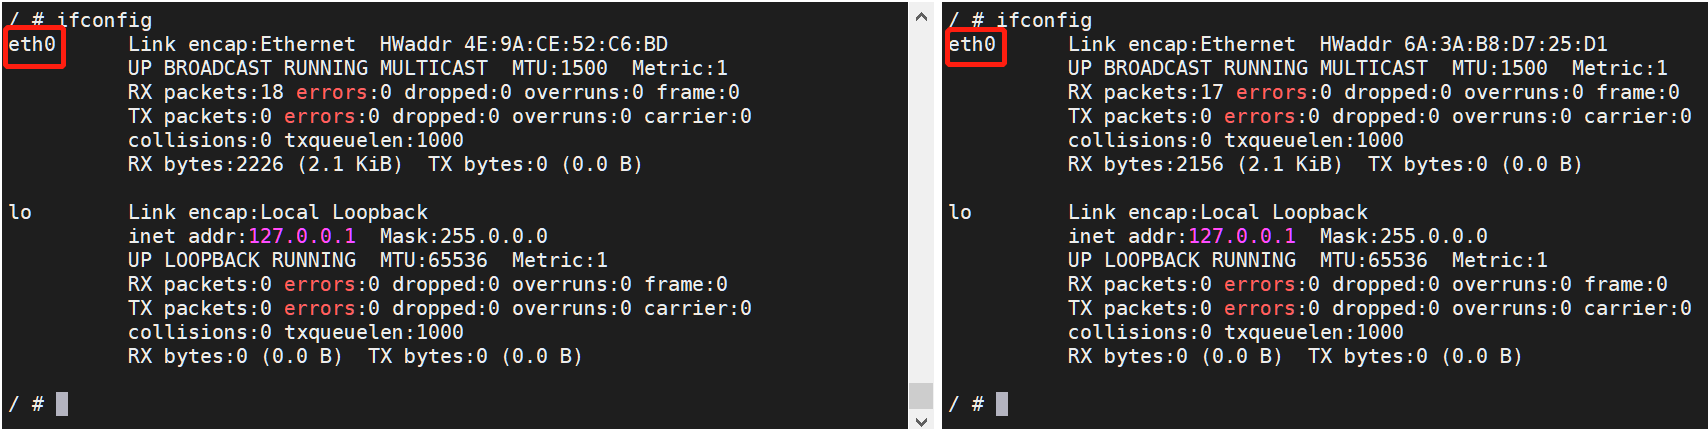 / # ifconfig
eth0      Link encap:Ethernet  HWaddr 4E:9A:CE:52:C6:BD
          UP BROADCAST RUNNING MULTICAST  MTU:1500  Metric:1
          RX packets:18 errors:0 dropped:0 overruns:0 frame:0
          TX packets:0 errors:0 dropped:0 overruns:0 carrier:0
          collisions:0 txqueuelen:1000
          RX bytes:2226 (2.1 KiB)  TX bytes:0 (0.0 B)

lo        Link encap:Local Loopback
          inet addr:127.0.0.1  Mask:255.0.0.0
          UP LOOPBACK RUNNING  MTU:65536  Metric:1
          RX packets:0 errors:0 dropped:0 overruns:0 frame:0
          TX packets:0 errors:0 dropped:0 overruns:0 carrier:0
          collisions:0 txqueuelen:1000
          RX bytes:0 (0.0 B)  TX bytes:0 (0.0 B)

/ #
/ # ifconfig
eth0      Link encap:Ethernet  HWaddr 6A:3A:B8:D7:25:D1
          UP BROADCAST RUNNING MULTICAST  MTU:1500  Metric:1
          RX packets:17 errors:0 dropped:0 overruns:0 frame:0
          TX packets:0 errors:0 dropped:0 overruns:0 carrier:0
          collisions:0 txqueuelen:1000
          RX bytes:2156 (2.1 KiB)  TX bytes:0 (0.0 B)

lo        Link encap:Local Loopback
          inet addr:127.0.0.1  Mask:255.0.0.0
          UP LOOPBACK RUNNING  MTU:65536  Metric:1
          RX packets:0 errors:0 dropped:0 overruns:0 frame:0
          TX packets:0 errors:0 dropped:0 overruns:0 carrier:0
          collisions:0 txqueuelen:1000
          RX bytes:0 (0.0 B)  TX bytes:0 (0.0 B)

/ #